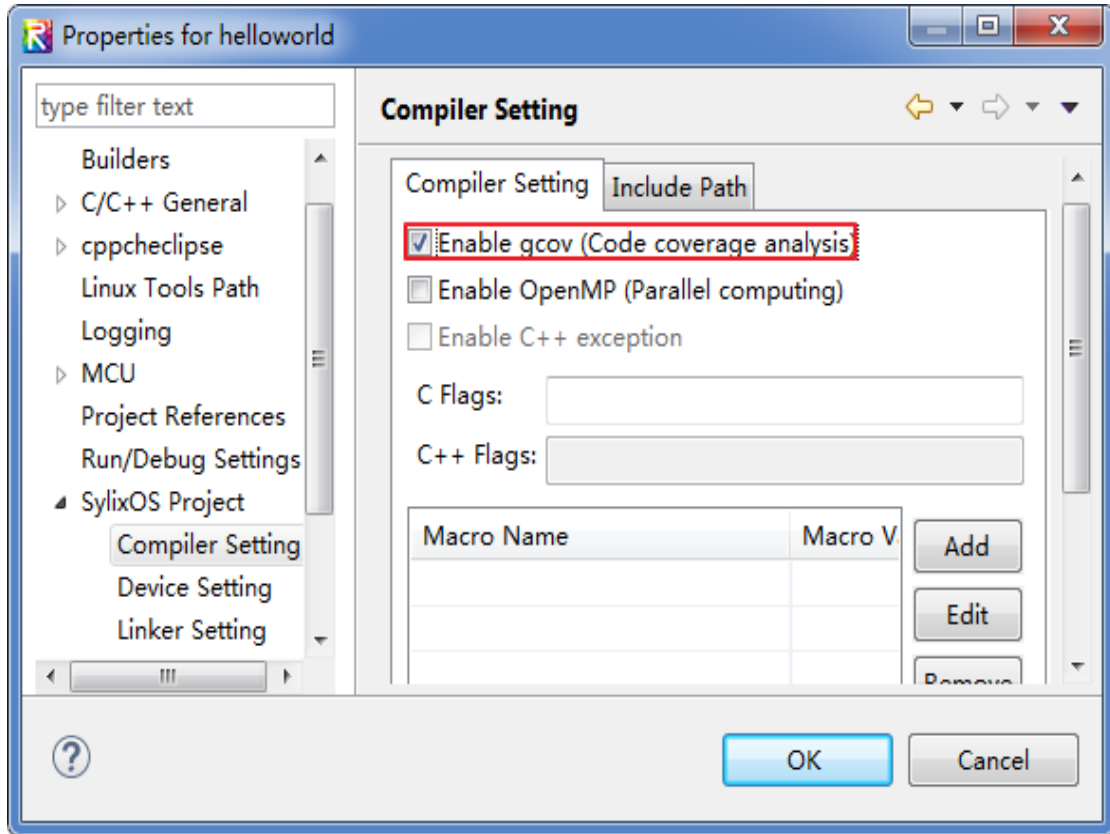 Properties for helloworld
type filter text
Builders
C/C++ General
cppcheclipse
Linux Tools Path
Logging
MCU
Project References
Run/Debug Settings
SylixOS Project
Compiler Setting
Device Setting
Linker Setting
Compiler Setting
Compiler Setting
Include Path
Enable gcov (Code coverage analysis)
Enable OpenMP (Parallel computing)
Enable C++ exception
C Flags:
C++ Flags:
Macro Name
Macro V
Add
Edit
Remove
OK
Cancel